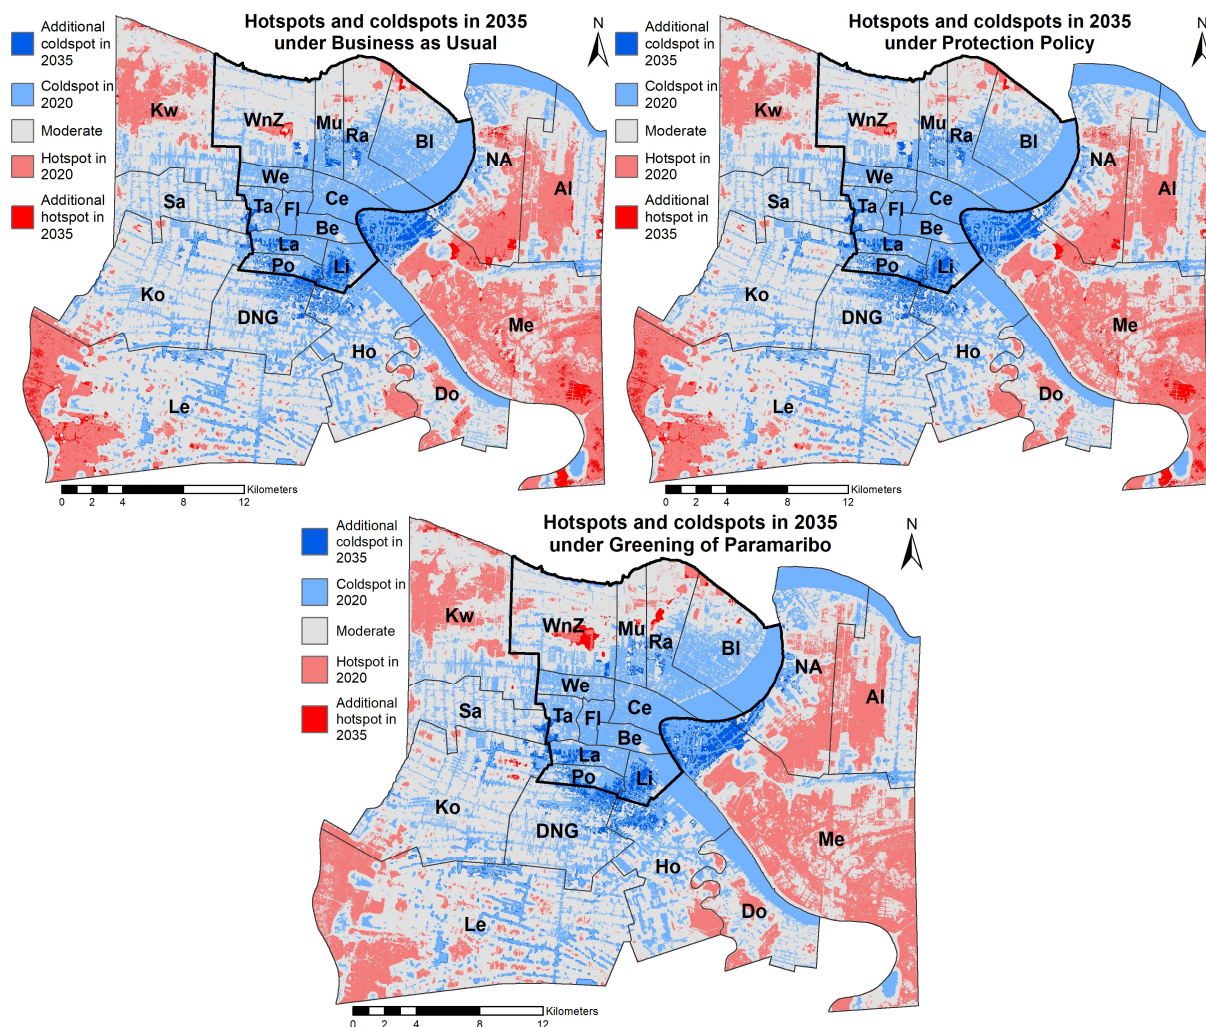 Hotspots and coldspots in 2035
under Business as Usual
N
Additional
coldspot in
2035
Coldspot in
2020
Moderate
Hotspot in
2020
Additional
hotspot in
2035
Kw
WnZ
Mu
Ra
Bl
NA
Al
We
Sa
Ta
Fl
Ce
Be
La
Po
Li
Ko
DNG
Me
Ho
Do
Le
0 2 4 8 12
Kilometers
Hotspots and coldspots in 2035
under Protection Policy
N
Additional
coldspot in
2035
Coldspot in
2020
Moderate
Hotspot in
2020
Additional
hotspot in
2035
Kw
WnZ
Mu
Ra
Bl
NA
Al
We
Sa
Ta
Fl
Ce
Be
La
Po
Li
Ko
DNG
Me
Ho
Do
Le
0 2 4 8 12
Kilometers
Hotspots and coldspots in 2035
under Greening of Paramaribo
N
Additional
coldspot in
2035
Coldspot in
2020
Moderate
Hotspot in
2020
Additional
hotspot in
2035
Kw
WnZ
Mu
Ra
Bl
NA
Al
We
Sa
Ta
Fl
Ce
Be
La
Po
Li
Ko
DNG
Me
Ho
Do
Le
0 2 4 8 12
Kilometers